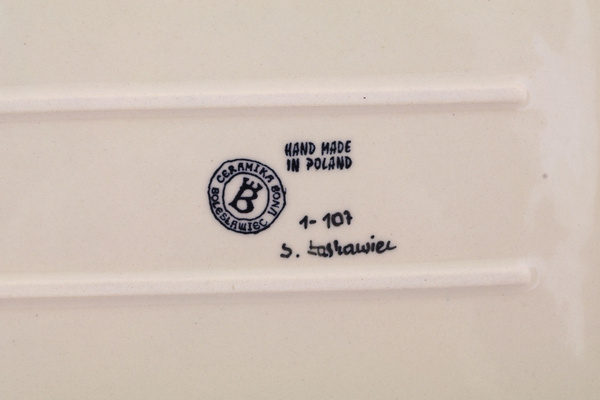 HAND MADE
IN POLAND
CERAMIKA BONA
BOLESŁAWIEC
B
1-107
S. Łaskawiec